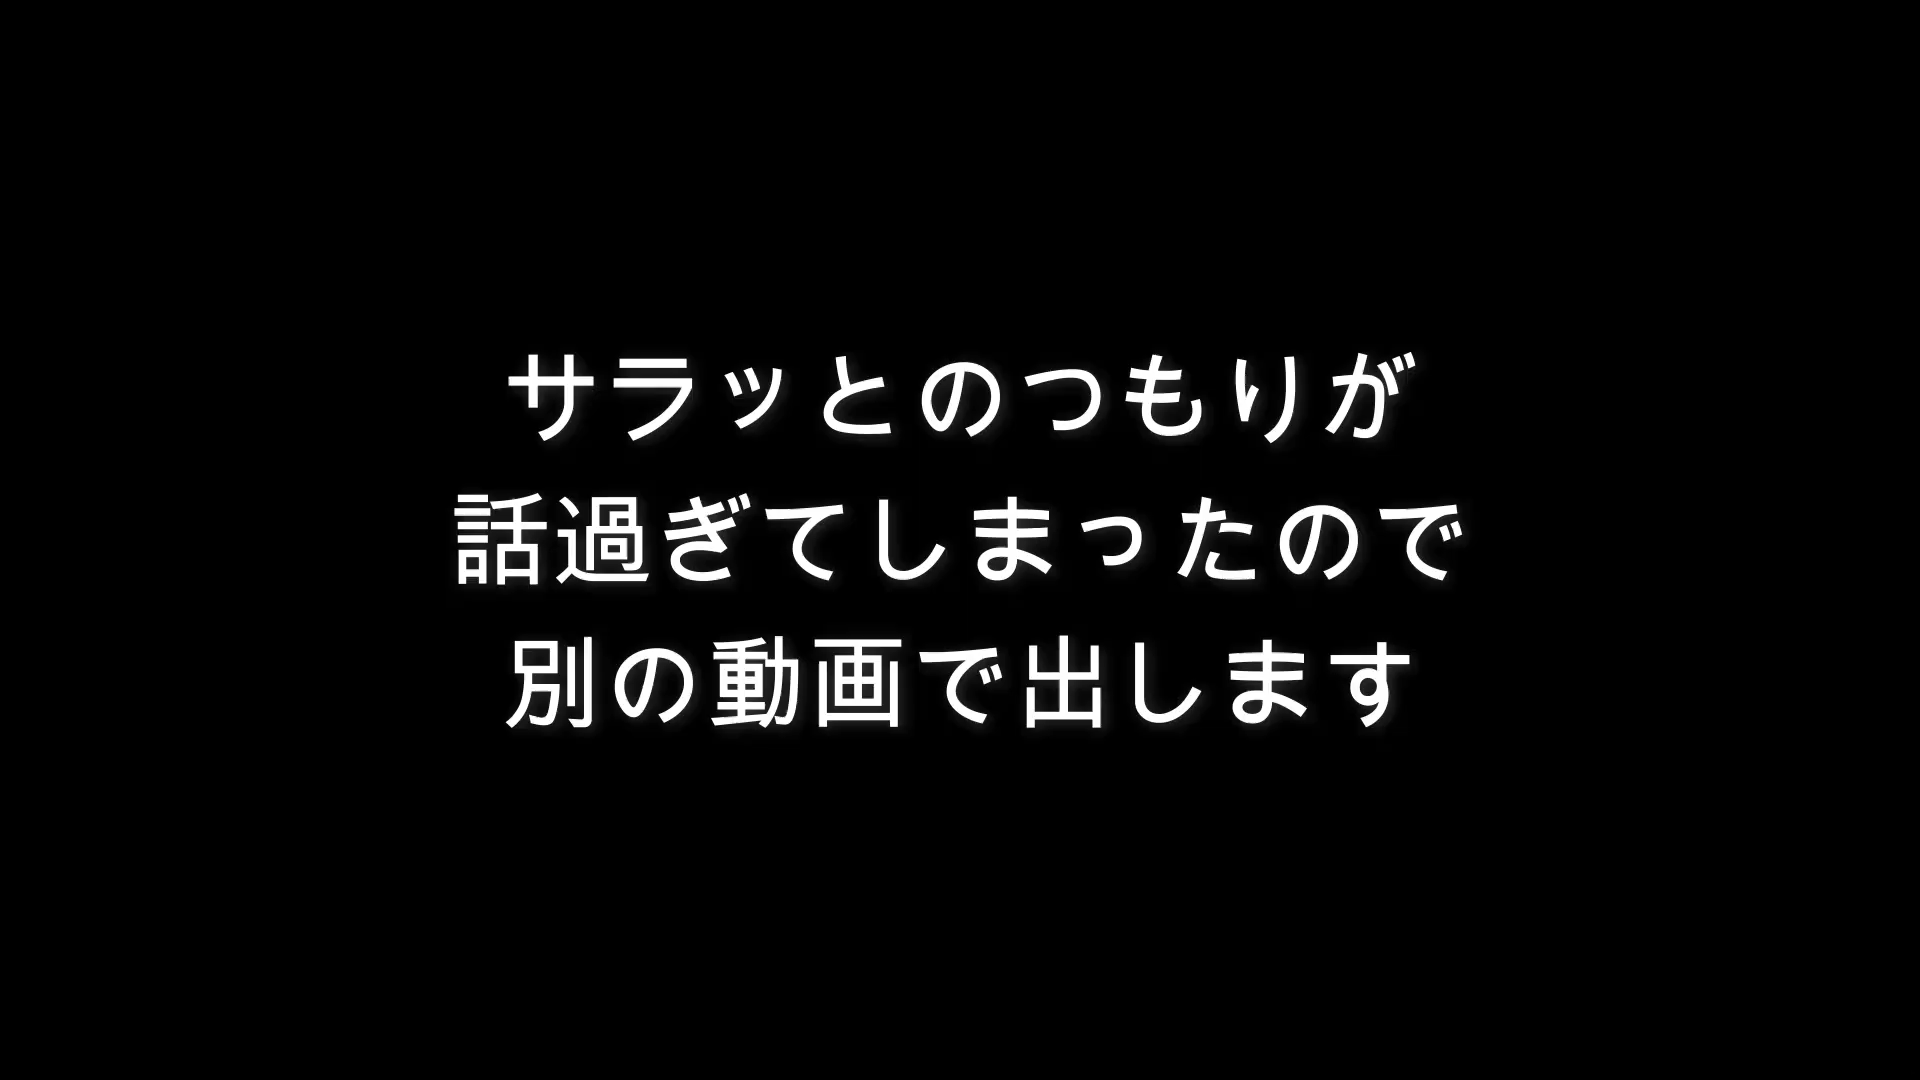 サラッとのつもりが
話過ぎてしまったので
別の動画で出します